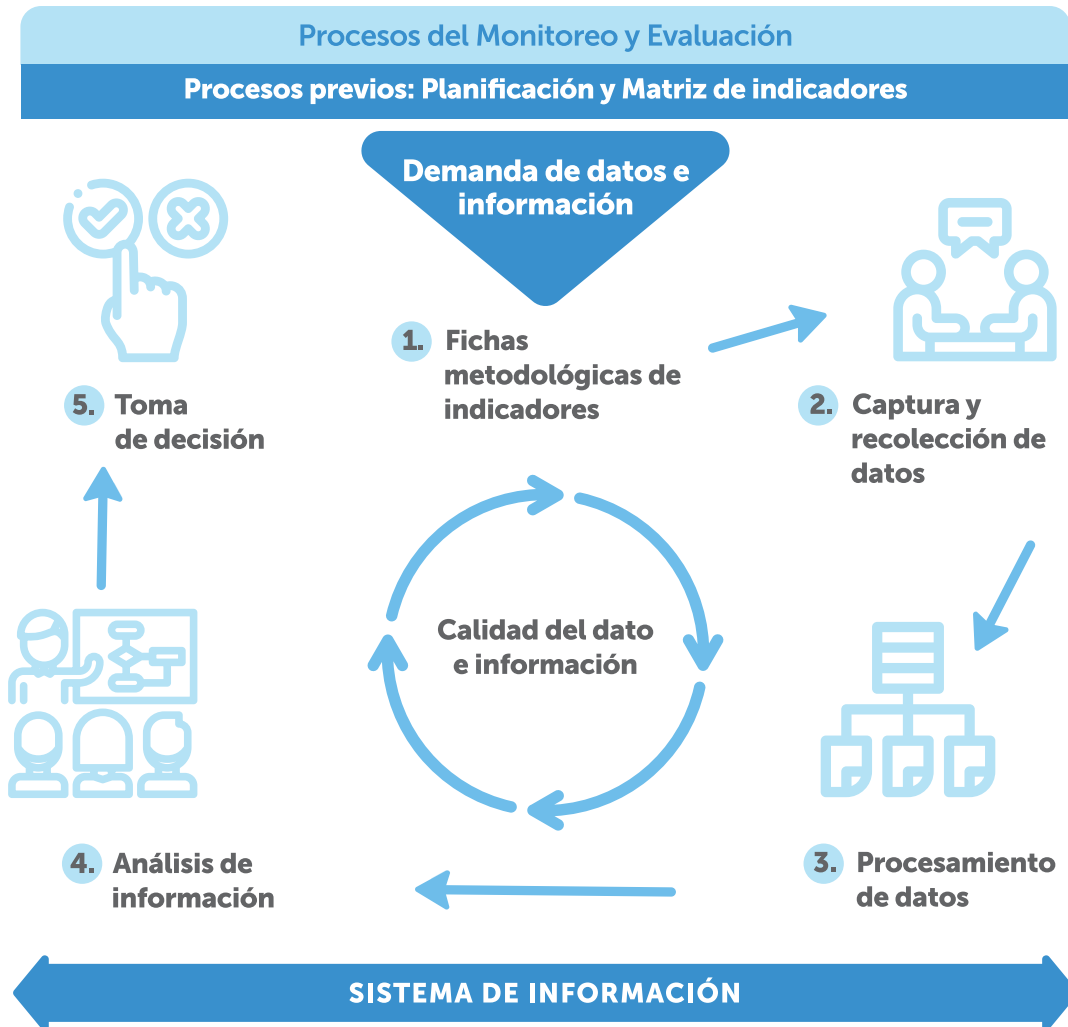 Procesos del Monitoreo y Evaluación
Procesos previos: Planificación y Matriz de indicadores
Demanda de datos e
información
1. Fichas
metodológicas de
indicadores
2. Captura y
recolección de
datos
3. Procesamiento
de datos
4. Análisis de
información
5. Toma
de decisión
Calidad del dato
e información
SISTEMA DE INFORMACIÓN